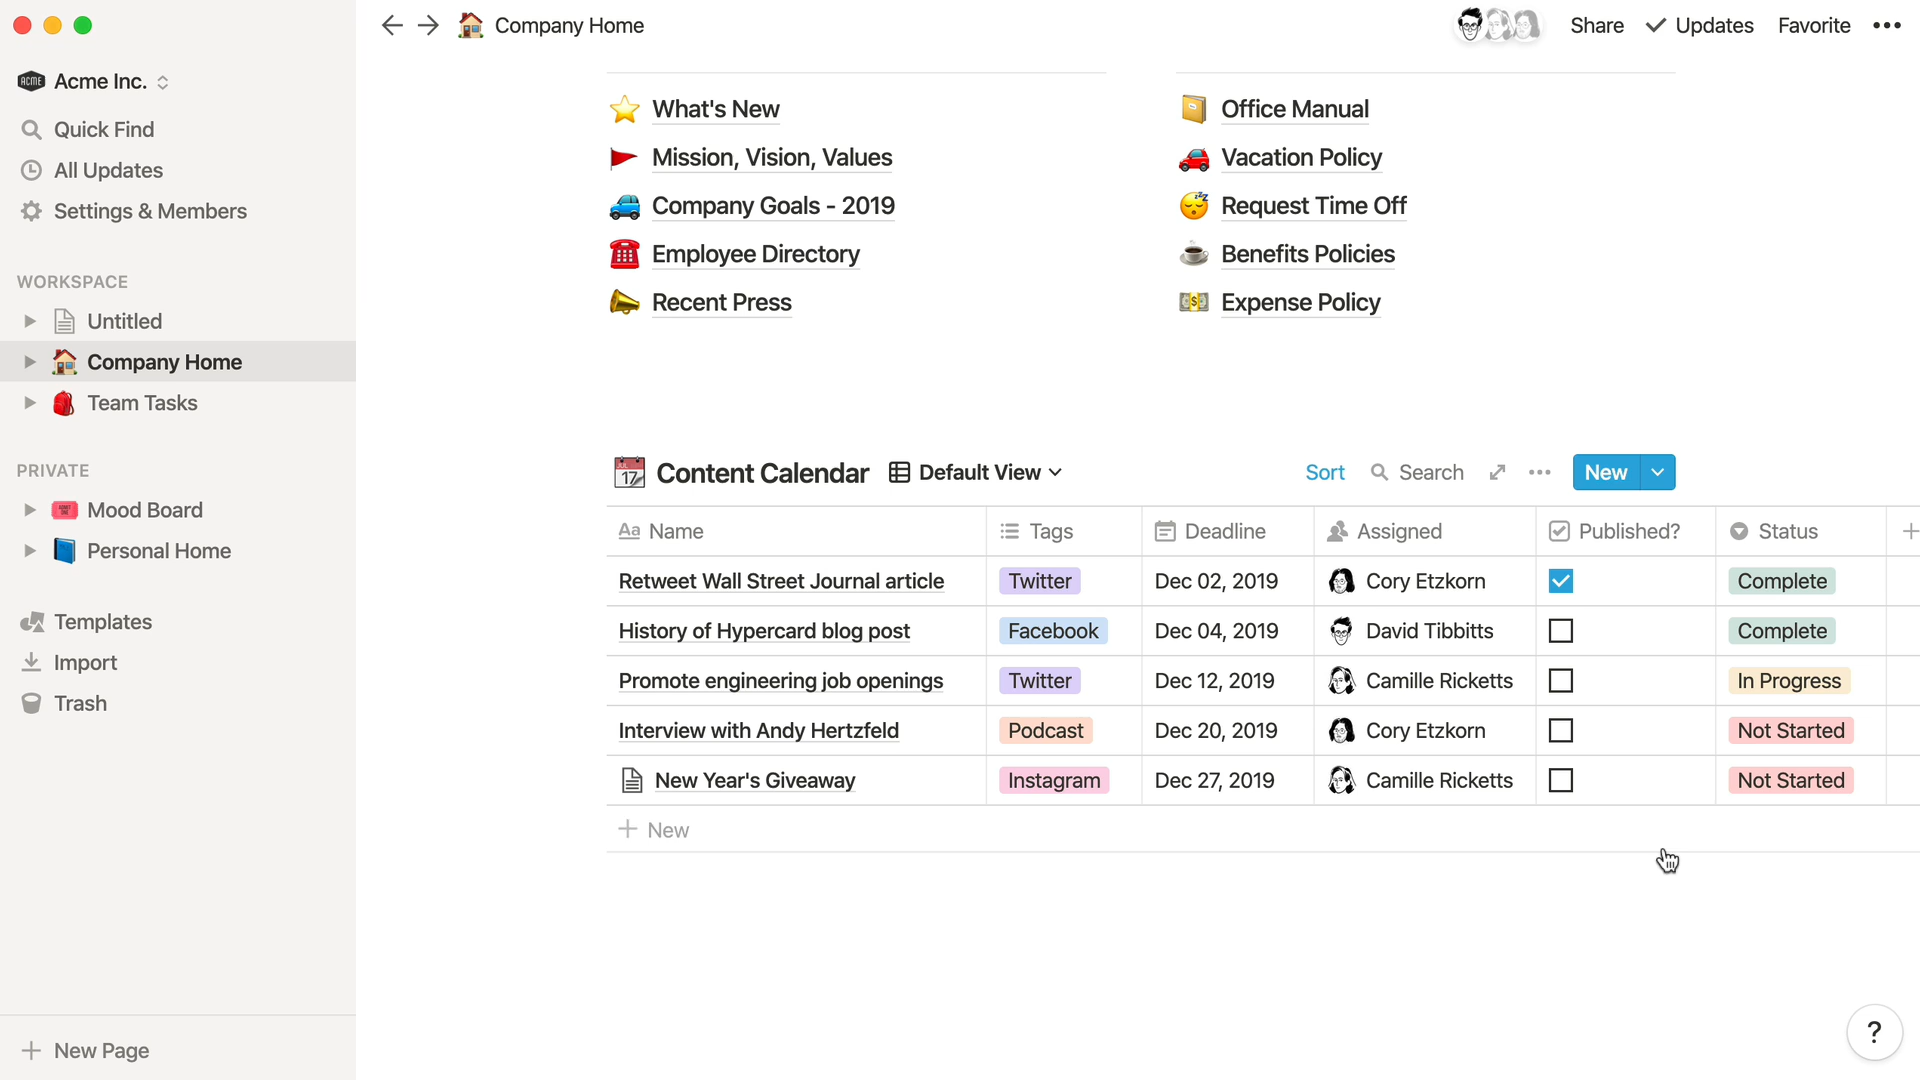 Company Home
Share
Updates
Favorite
ACME
Acme Inc.
Quick Find
All Updates
Settings & Members
WORKSPACE
Untitled
Company Home
Team Tasks
PRIVATE
Mood Board
Personal Home
Templates
Import
Trash
New Page
What's New
Mission, Vision, Values
Company Goals - 2019
Employee Directory
Recent Press
Office Manual
Vacation Policy
Request Time Off
Benefits Policies
Expense Policy
JUL 17
Content Calendar
Default View
Sort
Search
New
Aa Name Tags Deadline Assigned Published? Status
Retweet Wall Street Journal article Twitter Dec 02, 2019 Cory Etzkorn Complete
History of Hypercard blog post Facebook Dec 04, 2019 David Tibbitts Complete
Promote engineering job openings Twitter Dec 12, 2019 Camille Ricketts In Progress
Interview with Andy Hertzfeld Podcast Dec 20, 2019 Cory Etzkorn Not Started
New Year's Giveaway Instagram Dec 27, 2019 Camille Ricketts Not Started
New
?